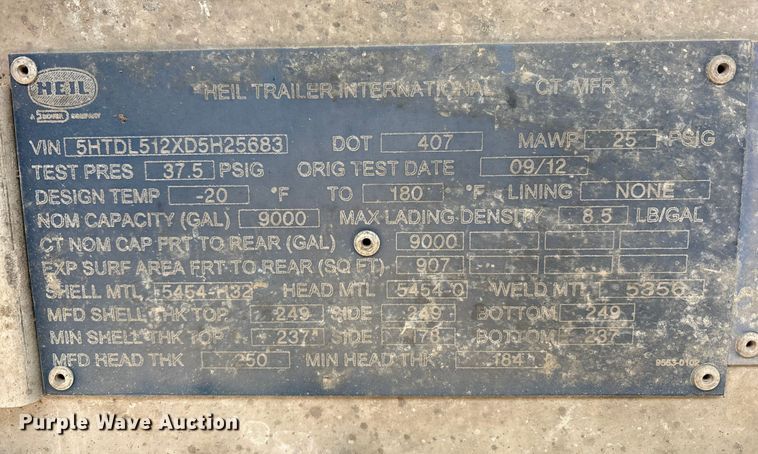 HEIL
A DOVER COMPANY
HEIL TRAILER INTERNATIONAL CT MFR
VIN 5HTDL512XD5H25683 DOT 407 MAWP 25 PSIG
TEST PRES 37.5 PSIG ORIG TEST DATE 09/12
DESIGN TEMP -20 °F TO 180 °F LINING NONE
NOM CAPACITY (GAL) 9000 MAX LADING DENSITY 8.5 LB/GAL
CT NOM CAP FRT TO REAR (GAL) 9000
EXP SURF AREA FRT TO REAR (SQ FT) 907
SHELL MTL 5454-H32 HEAD MTL 5454-0 WELD MTL 5356
MFD SHELL THK TOP .249 SIDE .249 BOTTOM .249
MIN SHELL THK TOP .237 SIDE .178 BOTTOM .237
MFD HEAD THK .250 MIN HEAD THK .184
9563-0102
Purple Wave Auction